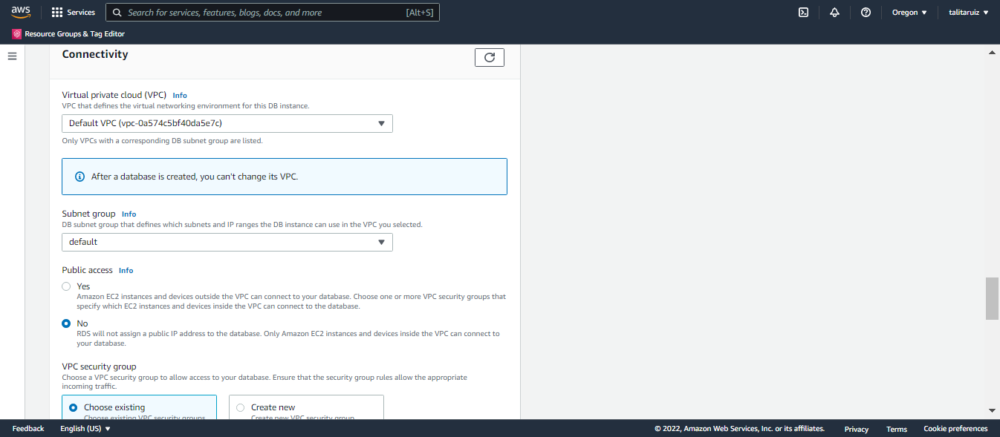 aws
Services
Search for services, features, blogs, docs, and more
[Alt+S]
Oregon
talitaruiz
Resource Groups & Tag Editor
Connectivity
Virtual private cloud (VPC) Info
VPC that defines the virtual networking environment for this DB instance.
Default VPC (vpc-0a574c5bf40da5e7c)
Only VPCs with a corresponding DB subnet group are listed.
After a database is created, you can't change its VPC.
Subnet group Info
DB subnet group that defines which subnets and IP ranges the DB instance can use in the VPC you selected.
default
Public access Info
Yes
Amazon EC2 instances and devices outside the VPC can connect to your database. Choose one or more VPC security groups that
specify which EC2 instances and devices inside the VPC can connect to the database.
No
RDS will not assign a public IP address to the database. Only Amazon EC2 instances and devices inside the VPC can connect to
your database.
VPC security group
Choose a VPC security group to allow access to your database. Ensure that the security group rules allow the appropriate
incoming traffic.
Choose existing
Choose existing VPC security groups
Create new
Create new VPC security group
Feedback
English (US)
© 2022, Amazon Web Services, Inc. or its affiliates.
Privacy
Terms
Cookie preferences